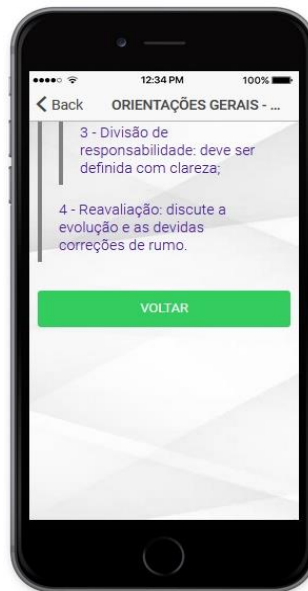 12:34 PM 100%
Back ORIENTAÇÕES GERAIS - ...
3 - Divisão de
responsabilidade: deve ser
definida com clareza;
4 - Reavaliação: discute a
evolução e as devidas
correções de rumo.
VOLTAR